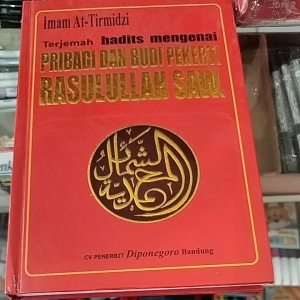 Imam At-Tirmidzi
Terjemah hadits mengenai
PRIBADI DAN BUDI PEKERTI
RASULULLAH SAW.
الشمائل
المحمدية
CV PENERBIT Diponegoro Bandung